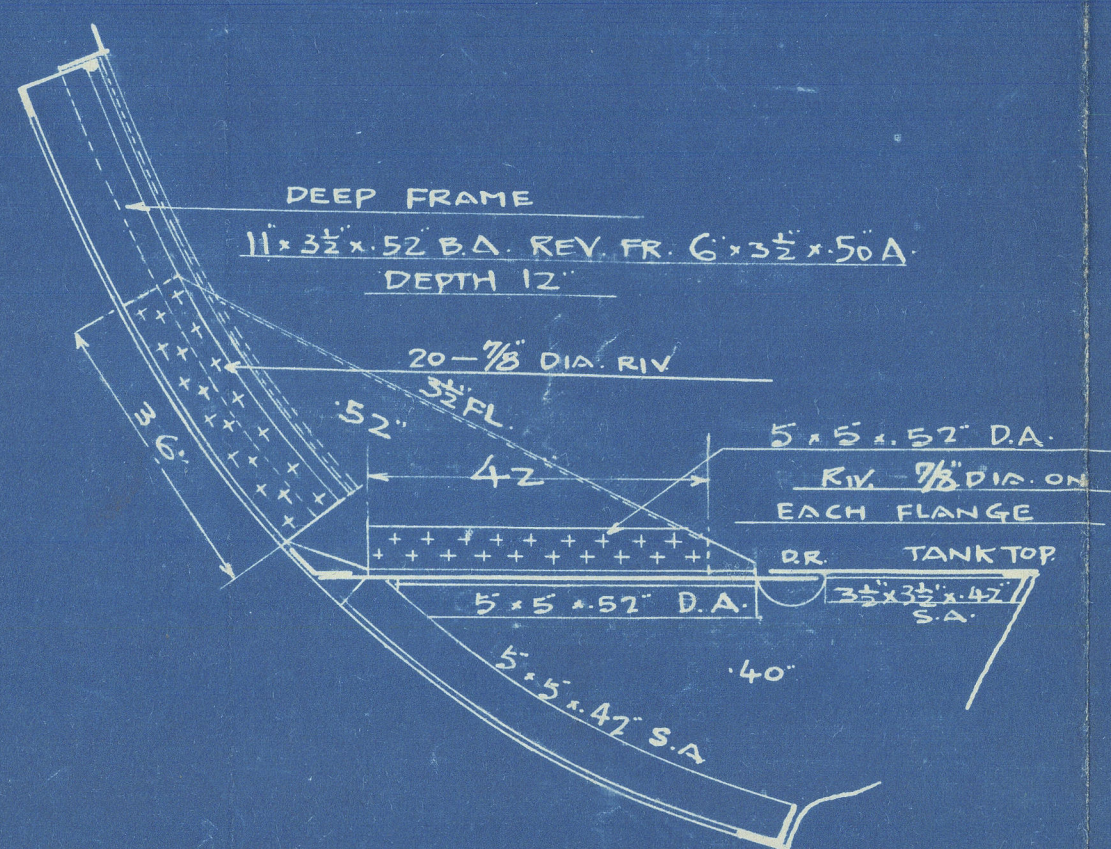 DEEP FRAME
11" × 3½" × .52" B.A. REV. FR. 6" × 3½" × .50 A.
DEPTH 12"
20 — 7/8" DIA. RIV
3½" FL.
.52"
36"
42
5" × 5" × .52" D.A.
RIV. 7/8" DIA. ON
EACH FLANGE
D.R. TANK TOP.
5" × 5" × .52" D.A.
3½" × 3½" × .42"
S.A.
.40"
5" × 5" × .42" S.A